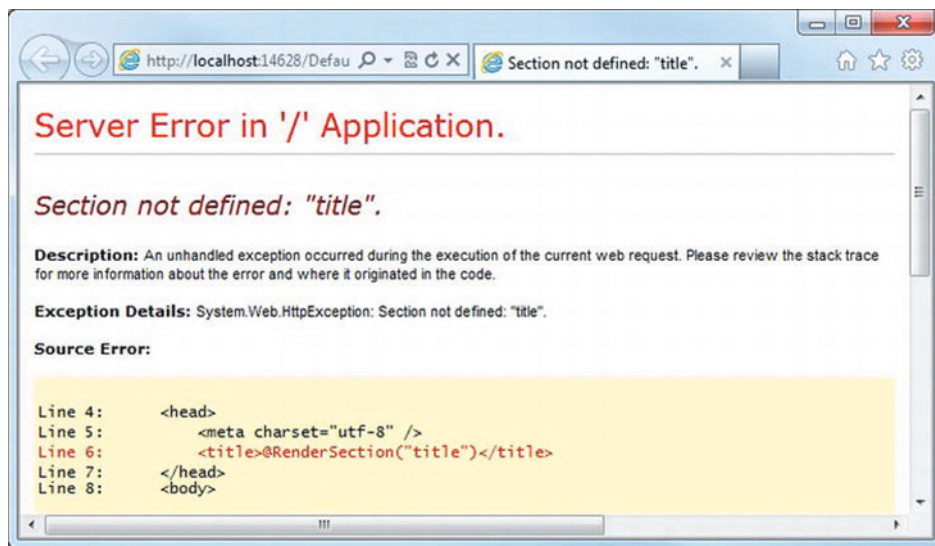 http://localhost:14628/Defau
Section not defined: "title".
Server Error in '/' Application.
Section not defined: "title".
Description: An unhandled exception occurred during the execution of the current web request. Please review the stack trace
for more information about the error and where it originated in the code.
Exception Details: System.Web.HttpException: Section not defined: "title".
Source Error:
Line 4: <head>
Line 5: <meta charset="utf-8" />
Line 6: <title>@RenderSection("title")</title>
Line 7: </head>
Line 8: <body>